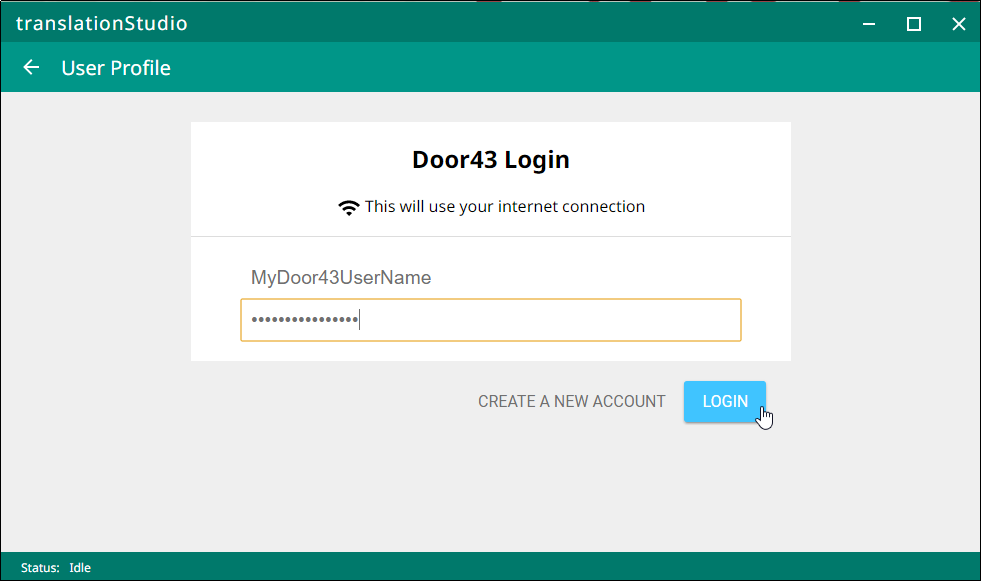 translationStudio
User Profile
Door43 Login
This will use your internet connection
MyDoor43UserName
••••••••••••••••
CREATE A NEW ACCOUNT
LOGIN
Status: Idle